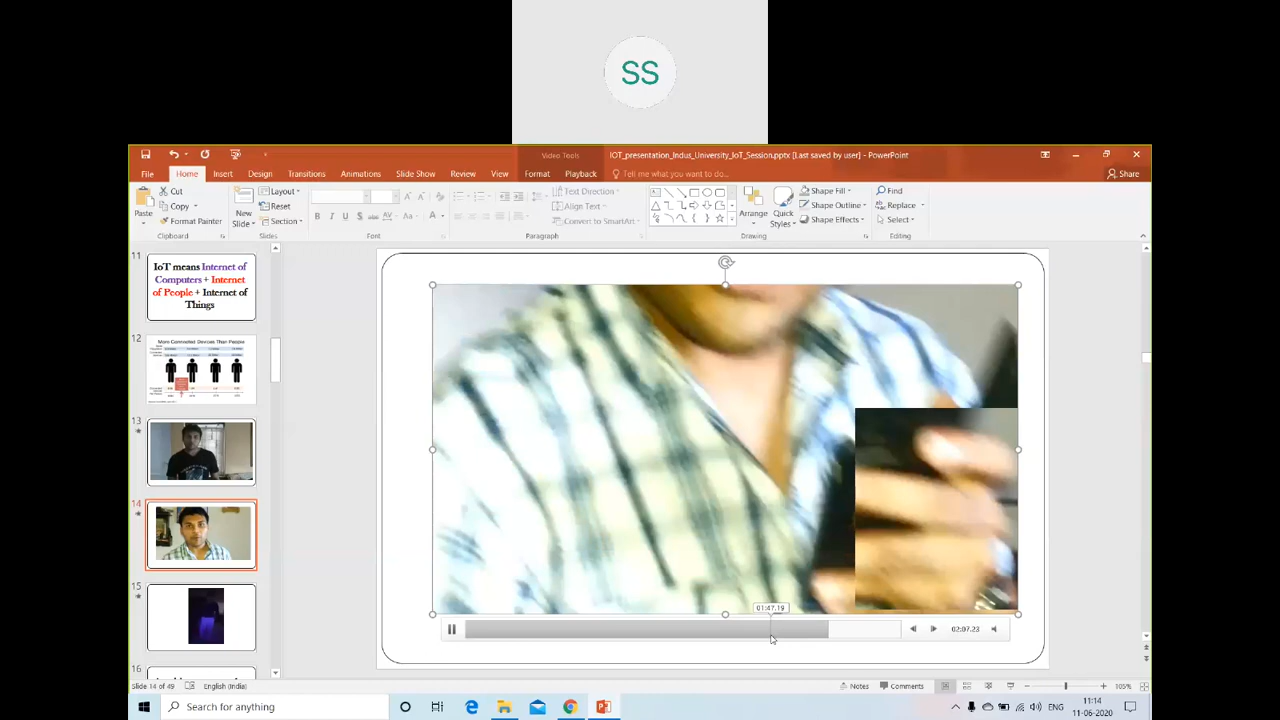 SS
Video Tools
IOT_presentation_Indus_University_IoT_Session.pptx [Last saved by user] - PowerPoint
File Home Insert Design Transitions Animations Slide Show Review View Format Playback Tell me what you want to do... Share
Paste
Cut
Copy
Format Painter
Clipboard
New Slide
Layout
Reset
Section
Slides
B I U S abc AV Aa A
Font
Text Direction
Align Text
Convert to SmartArt
Paragraph
Arrange
Quick Styles
Shape Fill
Shape Outline
Shape Effects
Drawing
Find
Replace
Select
Editing
11
IoT means Internet of
Computers + Internet
of People + Internet of
Things
12
More Connected Devices Than People
13
14
15
16
01:47.19
02:07.23
Slide 14 of 49 English (India) Notes Comments 105%
Search for anything
ENG
11:14
11-06-2020